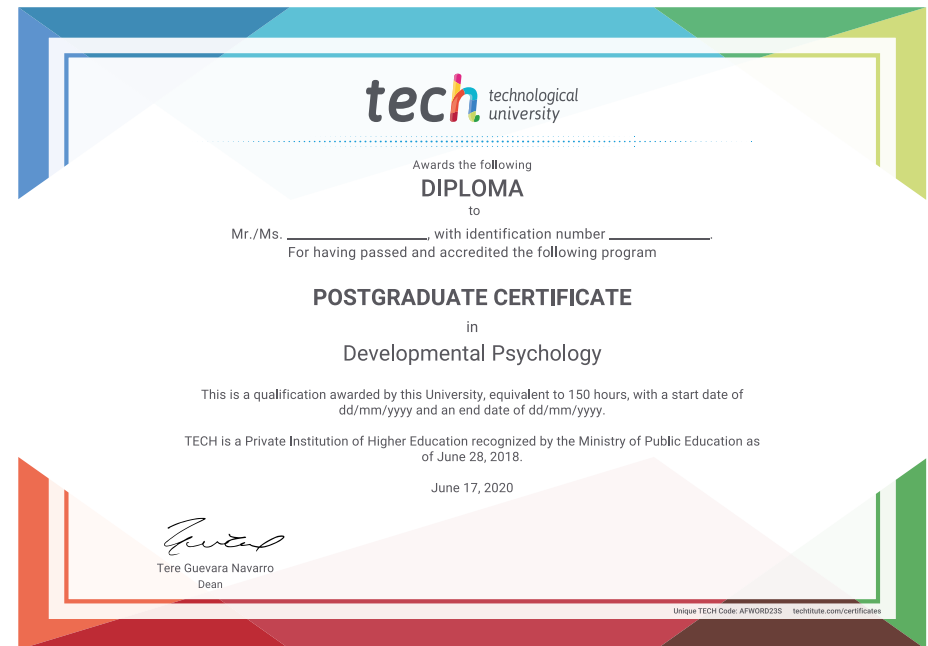 tech technological
university
Awards the following
DIPLOMA
to
Mr./Ms. ____________________, with identification number ______________.
For having passed and accredited the following program
POSTGRADUATE CERTIFICATE
in
Developmental Psychology
This is a qualification awarded by this University, equivalent to 150 hours, with a start date of
dd/mm/yyyy and an end date of dd/mm/yyyy.
TECH is a Private Institution of Higher Education recognized by the Ministry of Public Education as
of June 28, 2018.
June 17, 2020
Tere Guevara Navarro
Dean
Unique TECH Code: AFWORD23S techtitute.com/certificates